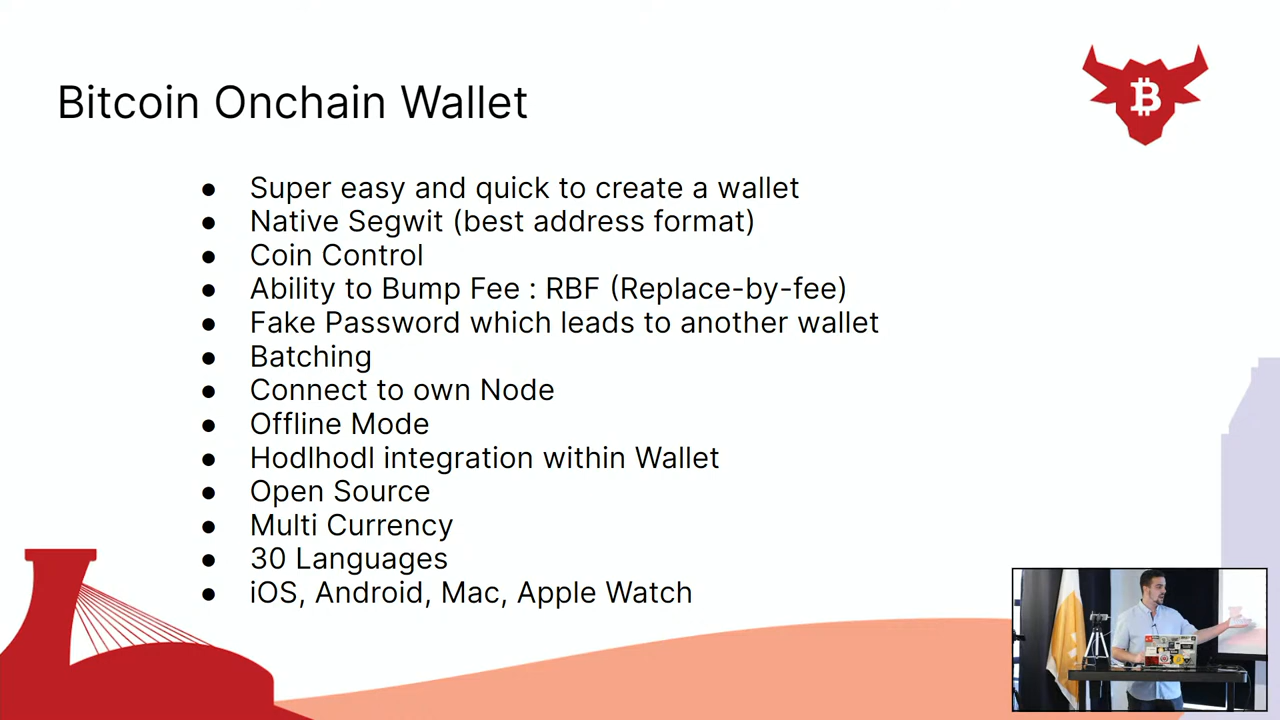 Bitcoin Onchain Wallet
● Super easy and quick to create a wallet
● Native Segwit (best address format)
● Coin Control
● Ability to Bump Fee : RBF (Replace-by-fee)
● Fake Password which leads to another wallet
● Batching
● Connect to own Node
● Offline Mode
● Hodlhodl integration within Wallet
● Open Source
● Multi Currency
● 30 Languages
● iOS, Android, Mac, Apple Watch